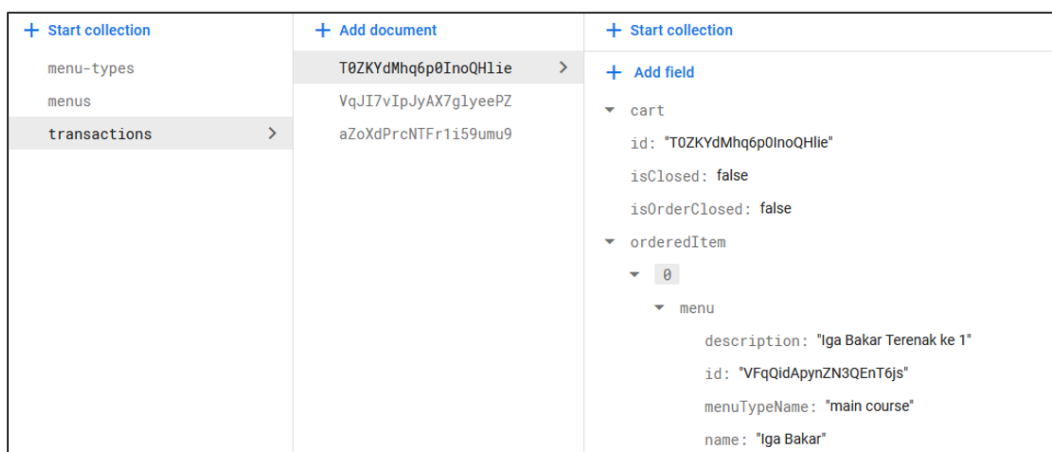 Start collection
menu-types
menus
transactions
Add document
T0ZKYdMhq6p0InoQHlie
VqJI7vIpJyAX7glyeePZ
aZoXdPrcNTFr1i59umu9
Start collection
Add field
cart
id: "T0ZKYdMhq6p0InoQHlie"
isClosed: false
isOrderClosed: false
orderedItem
0
menu
description: "Iga Bakar Terenak ke 1"
id: "VFqQidApynZN3QEnT6js"
menuTypeName: "main course"
name: "Iga Bakar"